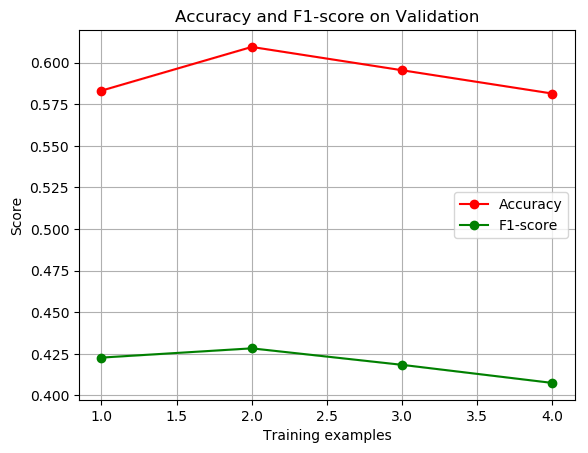 Accuracy and F1-score on Validation
0.600
0.575
0.550
0.525
0.500
0.475
0.450
0.425
0.400
Score
Accuracy
F1-score
1.0 1.5 2.0 2.5 3.0 3.5 4.0
Training examples